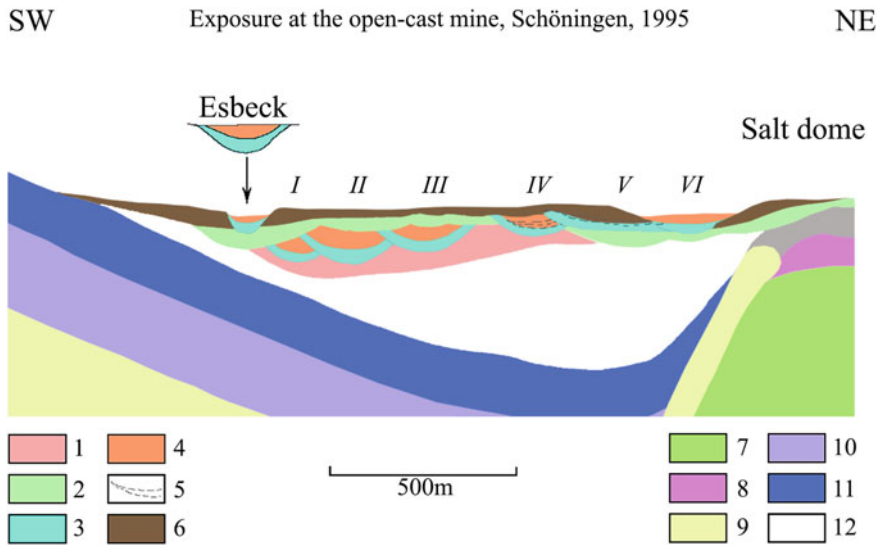 SW Exposure at the open-cast mine, Schöningen, 1995 NE
Esbeck
Salt dome
I II III IV V VI
1 4 7 10
2 5 8 11
3 500m 6 9 12